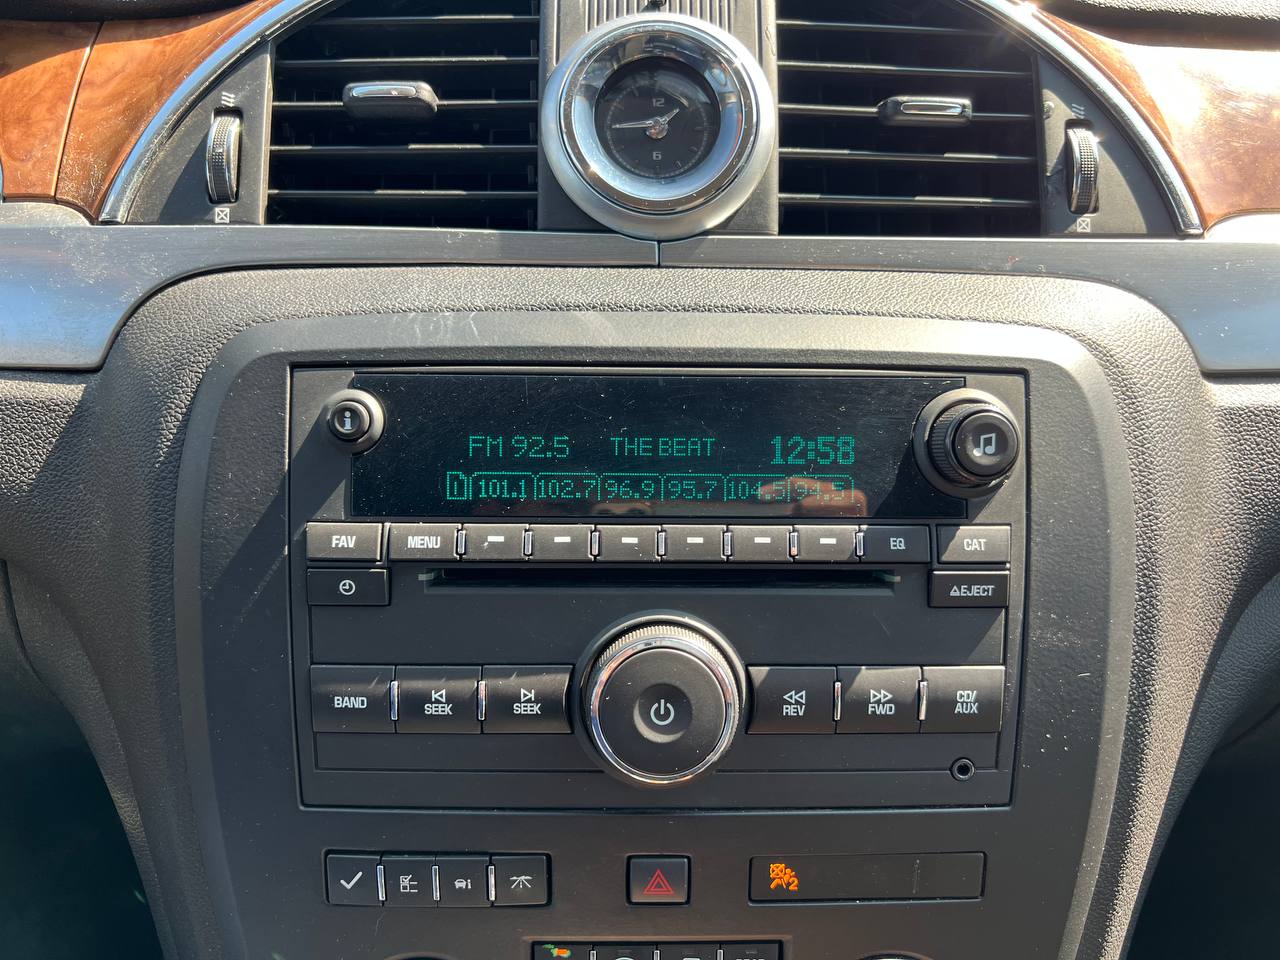 12
6
FM 92.5 THE BEAT 12:58
101.1 102.7 96.9 95.7 104.5 94.5
FAV MENU EQ CAT
EJECT
BAND SEEK SEEK REV FWD CD/
AUX
2